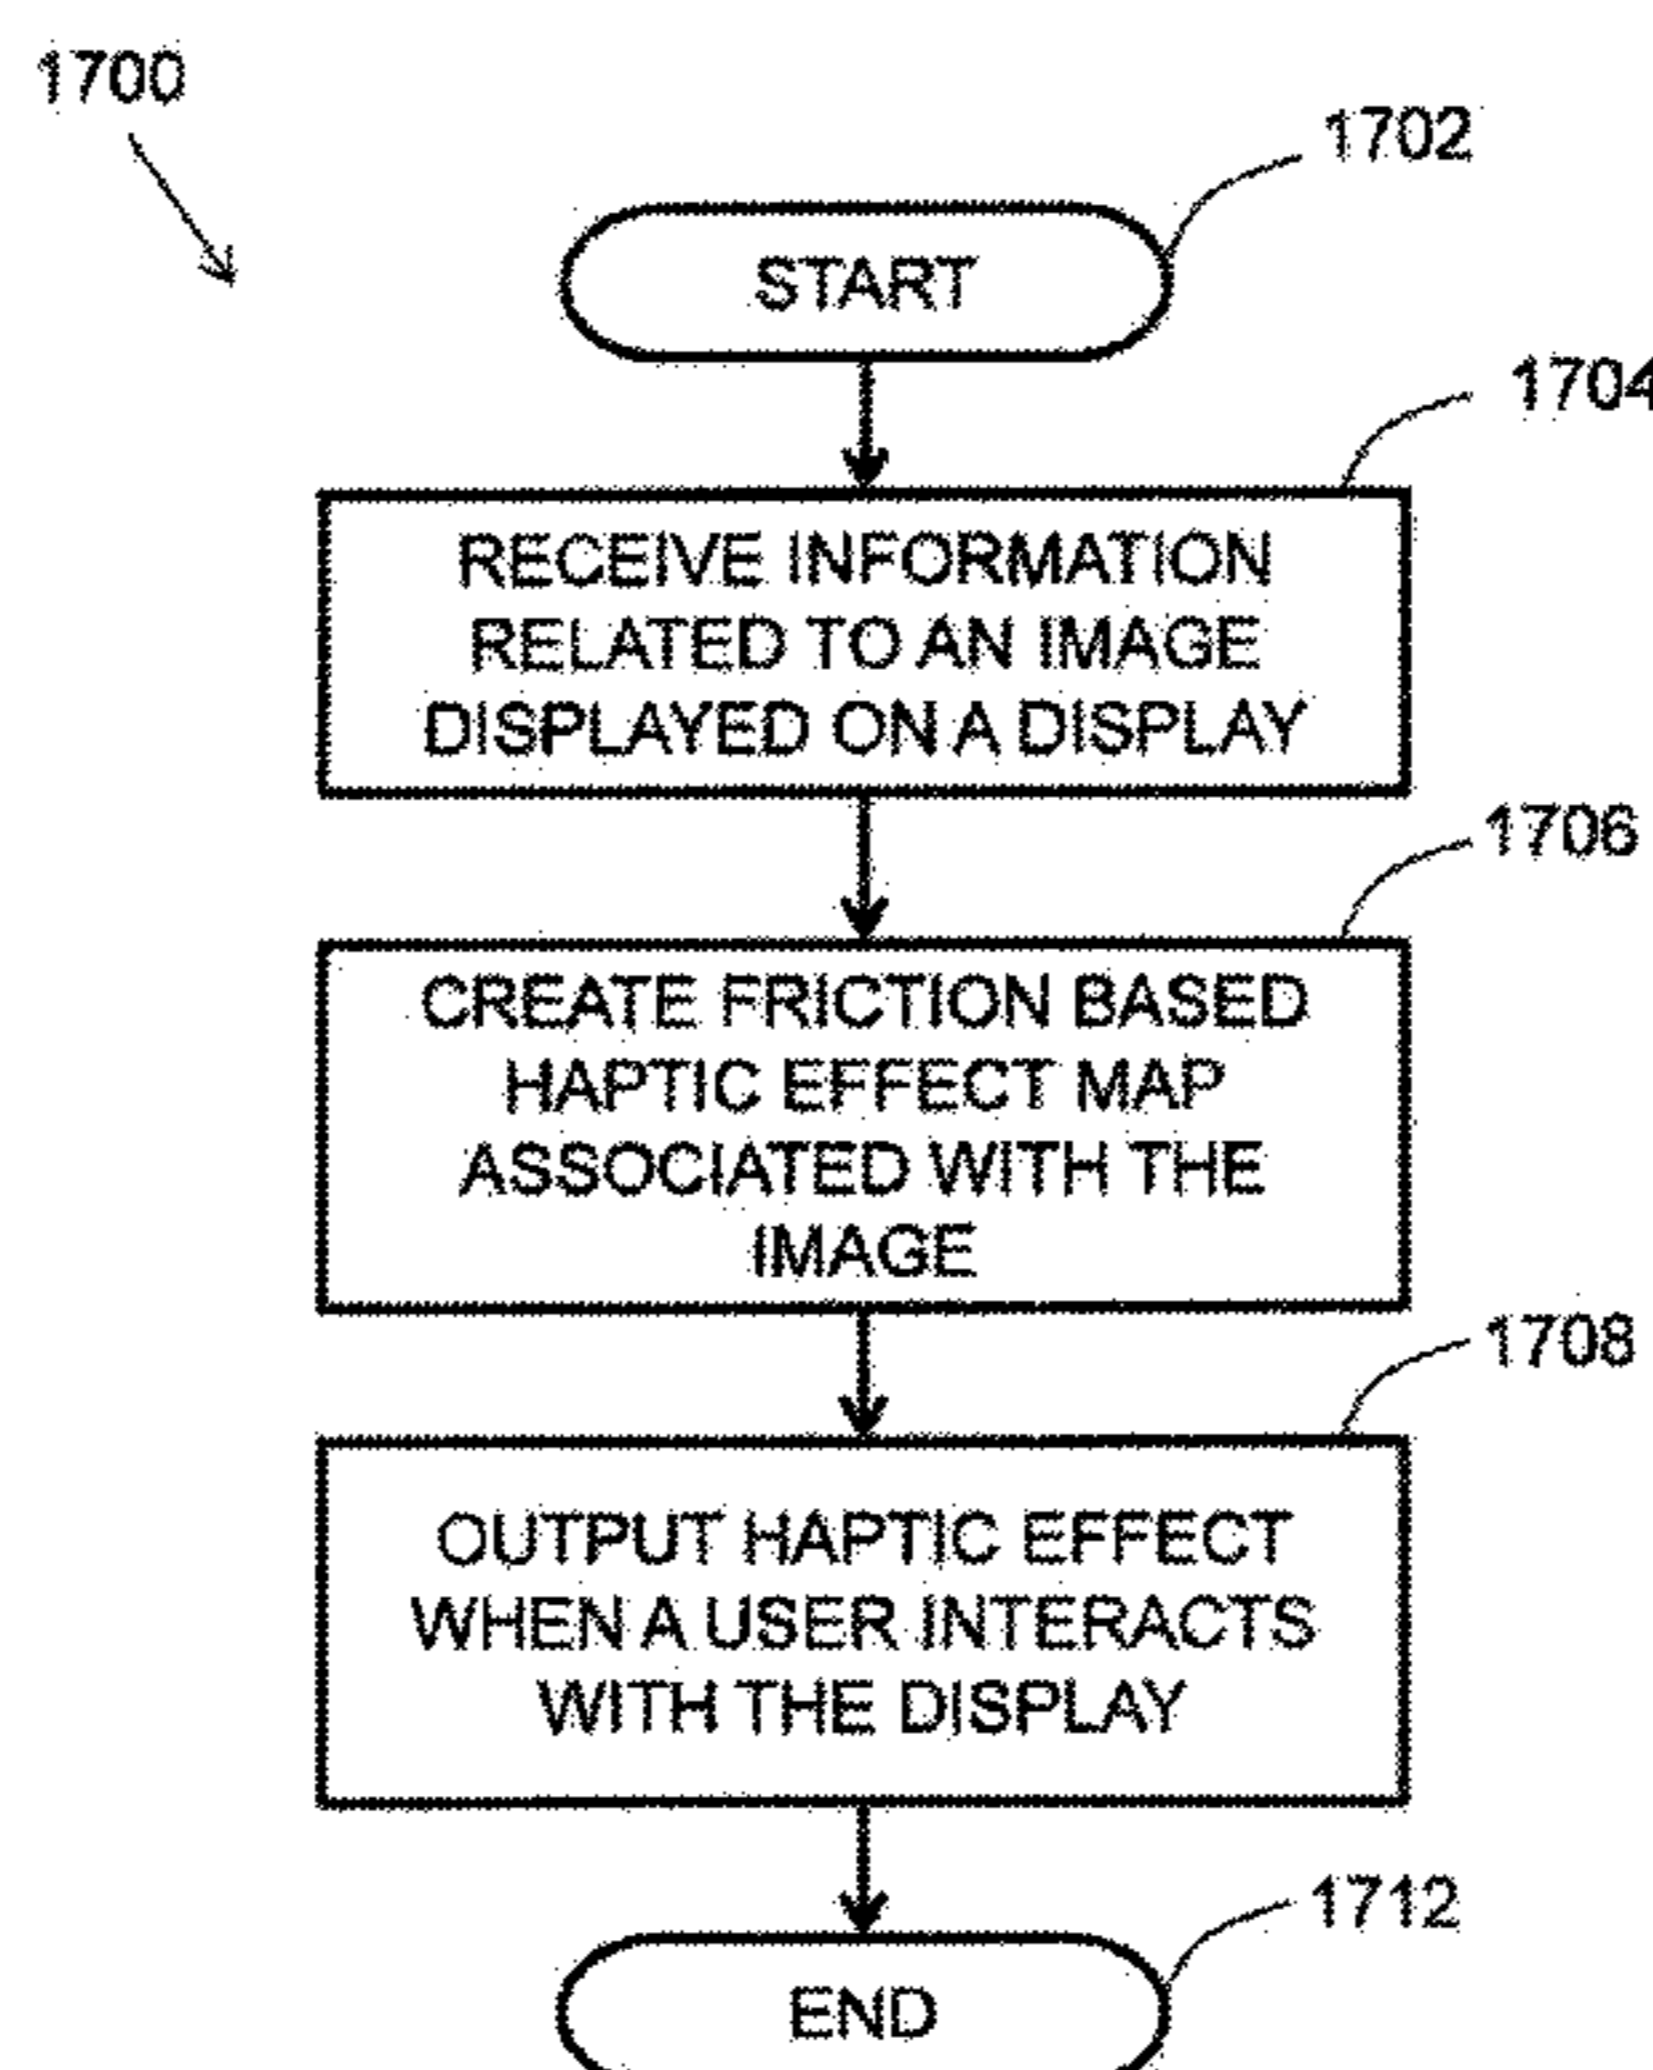 1700
1702
START
1704
RECEIVE INFORMATION
RELATED TO AN IMAGE
DISPLAYED ON A DISPLAY
1706
CREATE FRICTION BASED
HAPTIC EFFECT MAP
ASSOCIATED WITH THE
IMAGE
1708
OUTPUT HAPTIC EFFECT
WHEN A USER INTERACTS
WITH THE DISPLAY
1712
END